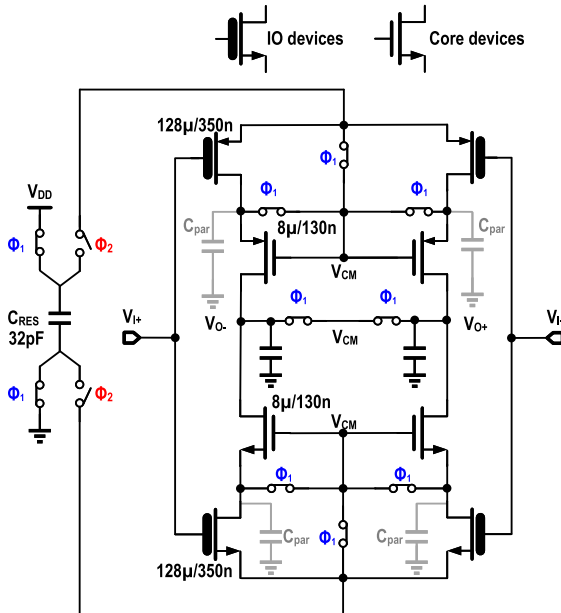 IO devices
Core devices
128µ/350n
Φ1
VDD
Φ1
Φ1
Cpar
8µ/130n
Cpar
Φ1
Φ2
VCM
CRES
32pF
VI+
VO-
Φ1
Φ1
VCM
VO+
VI-
Φ1
Φ2
8µ/130n
VCM
Φ1
Φ1
Cpar
Φ1
Cpar
128µ/350n